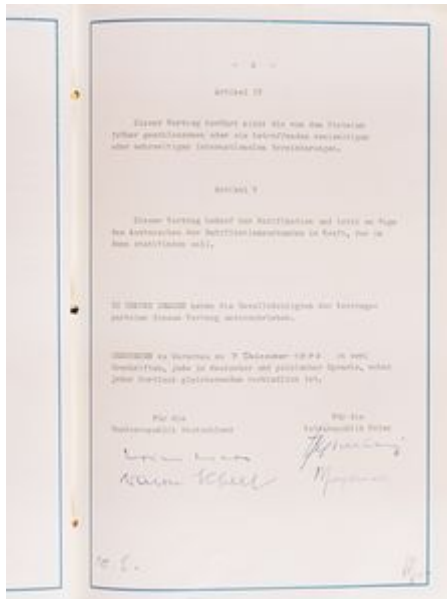 - 4 -
Artikel IV
Dieser Vertrag berührt nicht die von den Parteien
früher geschlossenen oder sie betreffenden zweiseitigen
oder mehrseitigen internationalen Vereinbarungen.
Artikel V
Dieser Vertrag bedarf der Ratifikation und tritt am Tage
des Austausches der Ratifikationsurkunden in Kraft, der in
Bonn stattfinden soll.
ZU URKUND DESSEN haben die Bevollmächtigten der Vertrags-
parteien diesen Vertrag unterschrieben.
GESCHEHEN zu Warschau am 7. Dezember 1970 in zwei
Urschriften, jede in deutscher und polnischer Sprache, wobei
jeder Wortlaut gleichermaßen verbindlich ist.
Für die
Bundesrepublik Deutschland
Für die
Volksrepublik Polen
Walter Scheel